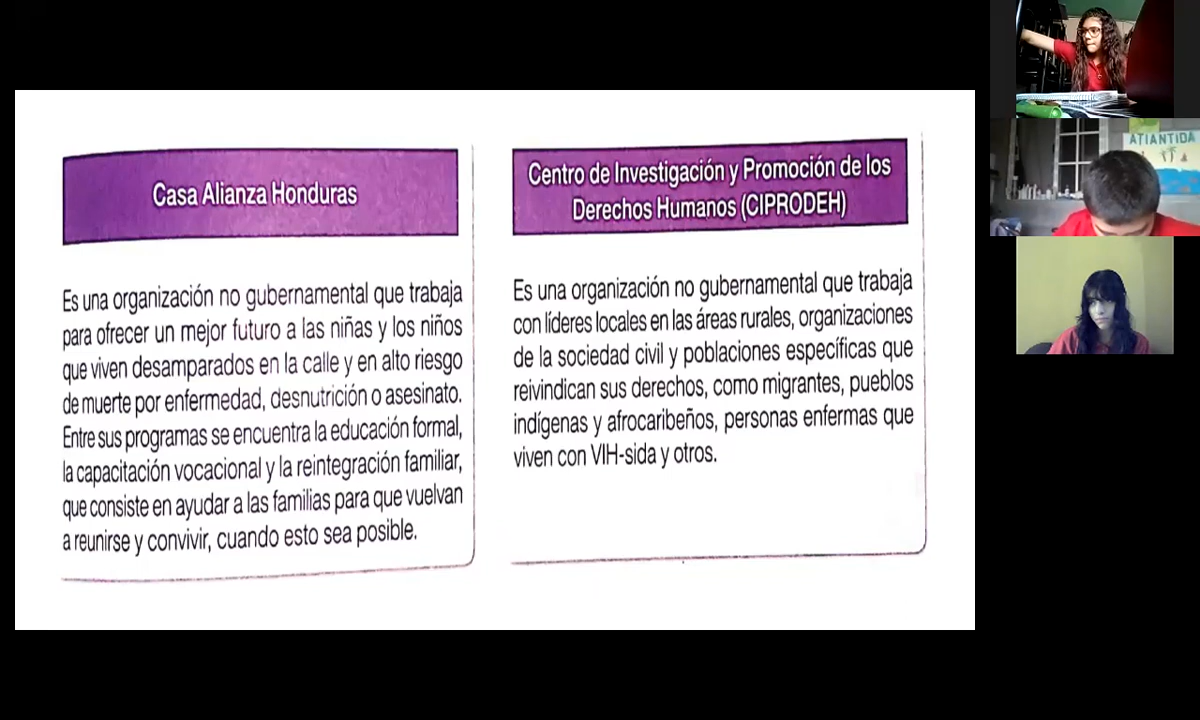 Casa Alianza Honduras
Es una organización no gubernamental que trabaja
para ofrecer un mejor futuro a las niñas y los niños
que viven desamparados en la calle y en alto riesgo
de muerte por enfermedad, desnutrición o asesinato.
Entre sus programas se encuentra la educación formal,
la capacitación vocacional y la reintegración familiar,
que consiste en ayudar a las familias para que vuelvan
a reunirse y convivir, cuando esto sea posible.
Centro de Investigación y Promoción de los
Derechos Humanos (CIPRODEH)
Es una organización no gubernamental que trabaja
con líderes locales en las áreas rurales, organizaciones
de la sociedad civil y poblaciones específicas que
reivindican sus derechos, como migrantes, pueblos
indígenas y afrocaribeños, personas enfermas que
viven con VIH-sida y otros.
ATLANTIDA